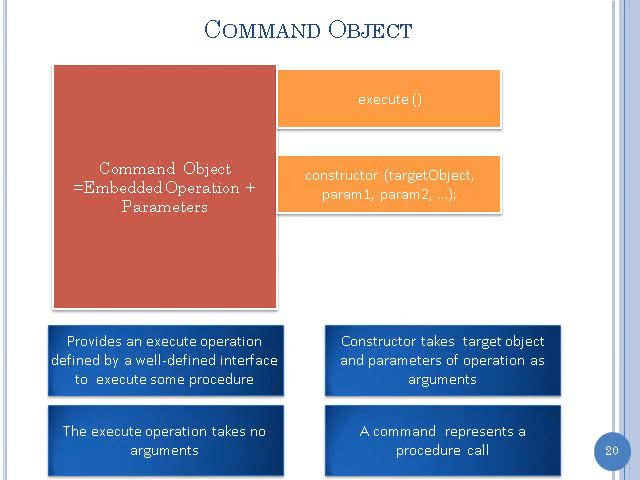 COMMAND OBJECT
Command Object
=Embedded Operation +
Parameters
execute ()
constructor (targetObject,
param1, param2, ...);
Provides an execute operation
defined by a well-defined interface
to execute some procedure
Constructor takes target object
and parameters of operation as
arguments
The execute operation takes no
arguments
A command represents a
procedure call
20